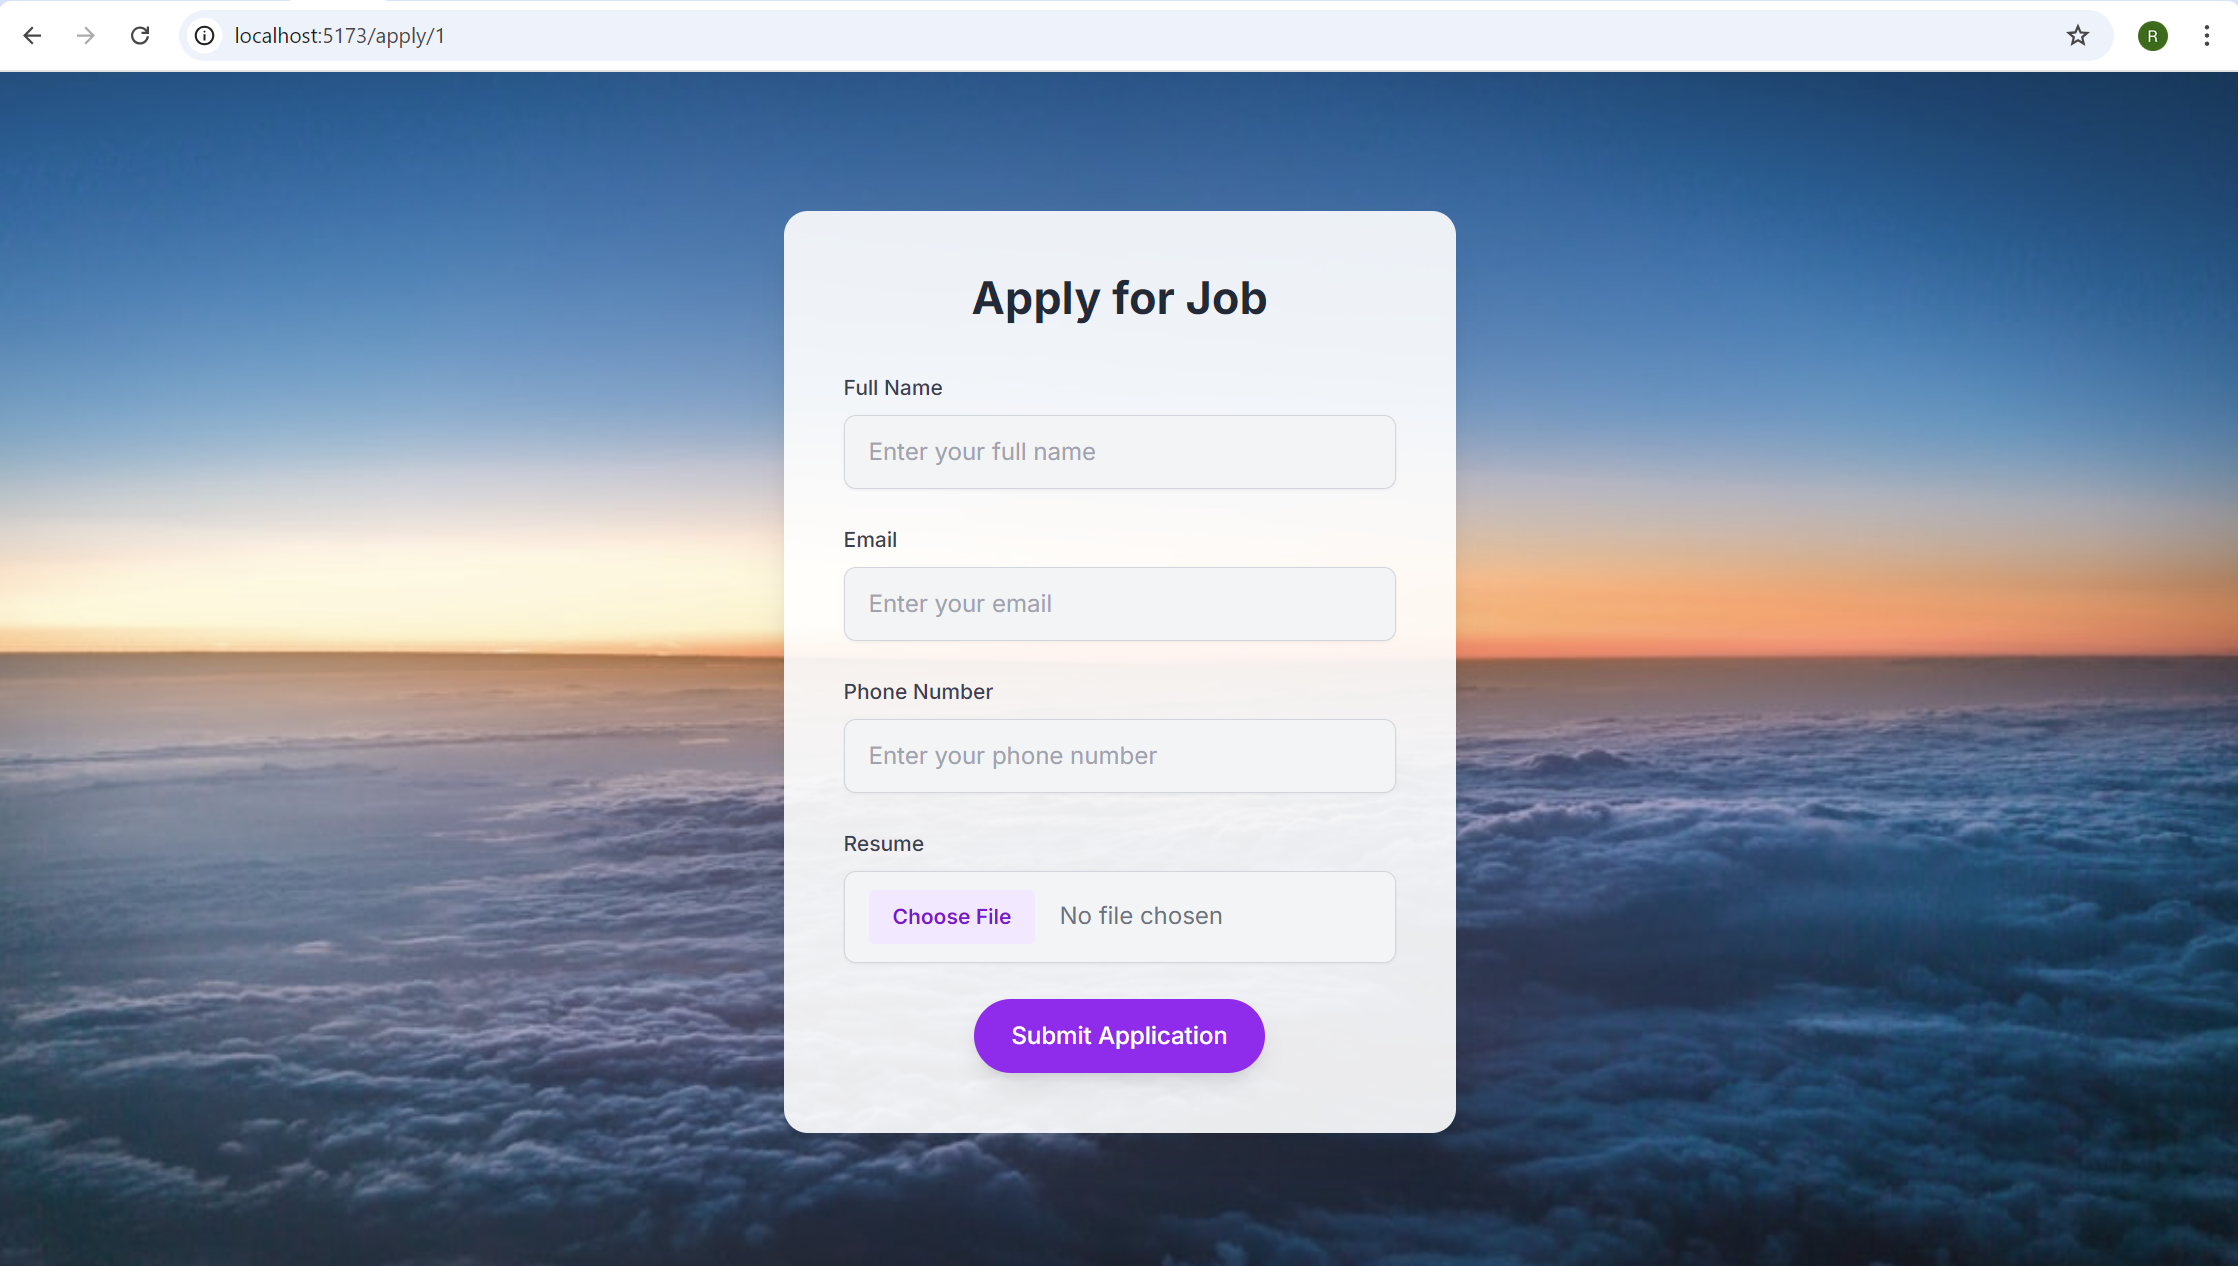 localhost:5173/apply/1
R
Apply for Job
Full Name
Enter your full name
Email
Enter your email
Phone Number
Enter your phone number
Resume
Choose File No file chosen
Submit Application